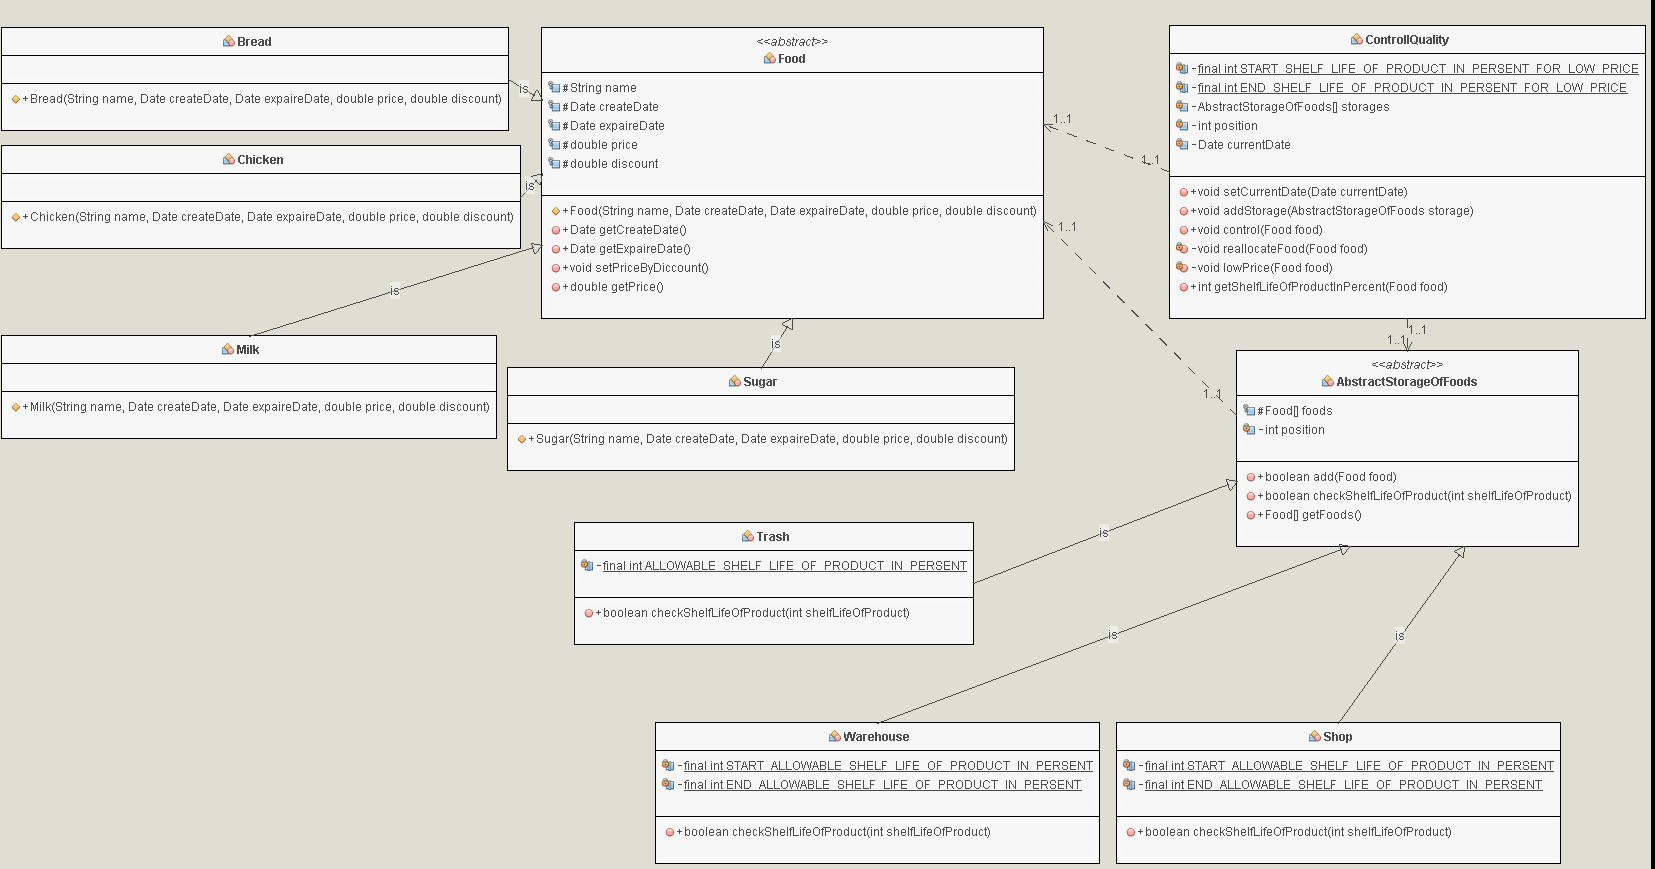 Bread
+Bread(String name, Date createDate, Date expaireDate, double price, double discount)
is
<<abstract>>
Food
#String name
#Date createDate
#Date expaireDate
#double price
#double discount
+Food(String name, Date createDate, Date expaireDate, double price, double discount)
+Date getCreateDate()
+Date getExpaireDate()
+void setPriceByDiccount()
+double getPrice()
ControllQuality
-final int START_SHELF_LIFE_OF_PRODUCT_IN_PERSENT_FOR_LOW_PRICE
-final int END_SHELF_LIFE_OF_PRODUCT_IN_PERSENT_FOR_LOW_PRICE
-AbstractStorageOfFoods[] storages
-int position
-Date currentDate
+void setCurrentDate(Date currentDate)
+void addStorage(AbstractStorageOfFoods storage)
+void control(Food food)
-void reallocateFood(Food food)
-void lowPrice(Food food)
+int getShelfLifeOfProductInPercent(Food food)
1..1
1..1
Chicken
+Chicken(String name, Date createDate, Date expaireDate, double price, double discount)
is
1..1
1..1
is
Milk
+Milk(String name, Date createDate, Date expaireDate, double price, double discount)
is
Sugar
+Sugar(String name, Date createDate, Date expaireDate, double price, double discount)
1..1
1..1
<<abstract>>
AbstractStorageOfFoods
#Food[] foods
-int position
+boolean add(Food food)
+boolean checkShelfLifeOfProduct(int shelfLifeOfProduct)
+Food[] getFoods()
Trash
-final int ALLOWABLE_SHELF_LIFE_OF_PRODUCT_IN_PERSENT
+boolean checkShelfLifeOfProduct(int shelfLifeOfProduct)
is
is
is
Warehouse
-final int START_ALLOWABLE_SHELF_LIFE_OF_PRODUCT_IN_PERSENT
-final int END_ALLOWABLE_SHELF_LIFE_OF_PRODUCT_IN_PERSENT
+boolean checkShelfLifeOfProduct(int shelfLifeOfProduct)
Shop
-final int START_ALLOWABLE_SHELF_LIFE_OF_PRODUCT_IN_PERSENT
-final int END_ALLOWABLE_SHELF_LIFE_OF_PRODUCT_IN_PERSENT
+boolean checkShelfLifeOfProduct(int shelfLifeOfProduct)